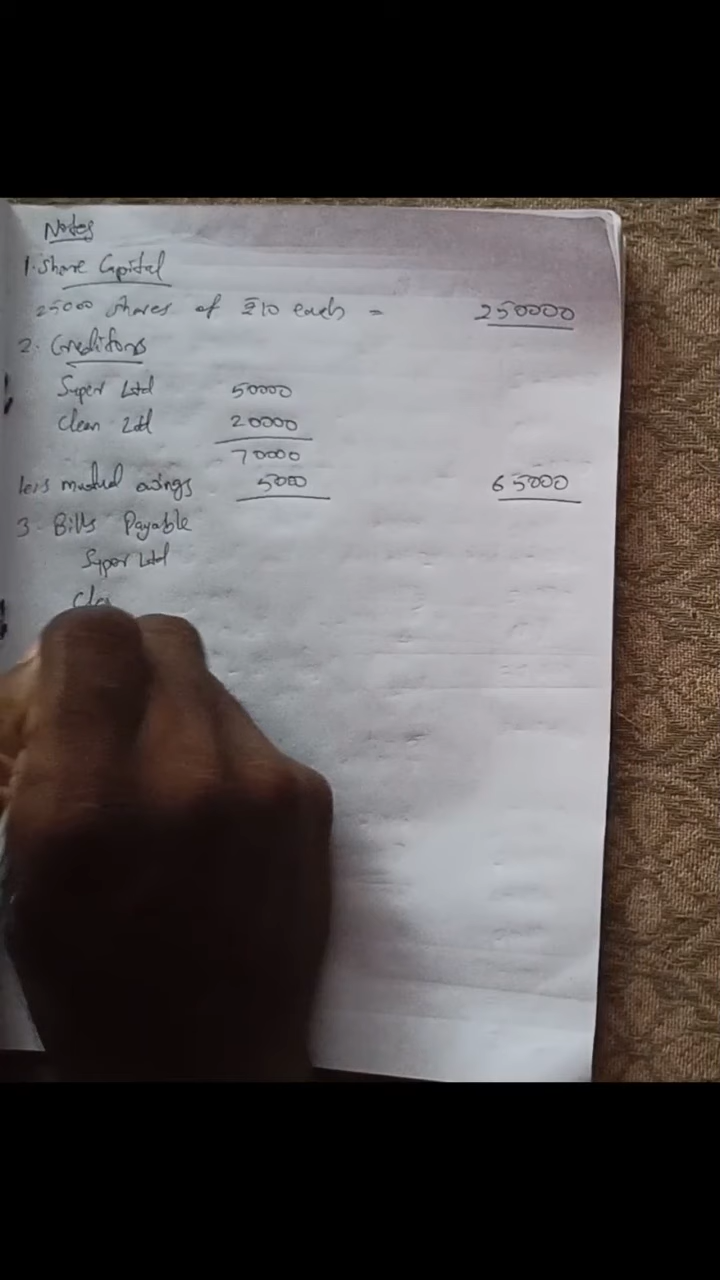 Notes
1. Share Capital
25000 shares of ₹10 each = 250000
2. Creditors
Super Ltd 50000
Clean Ltd 20000
70000
less mutual owings 5000 65000
3. Bills Payable
Super Ltd
Clea